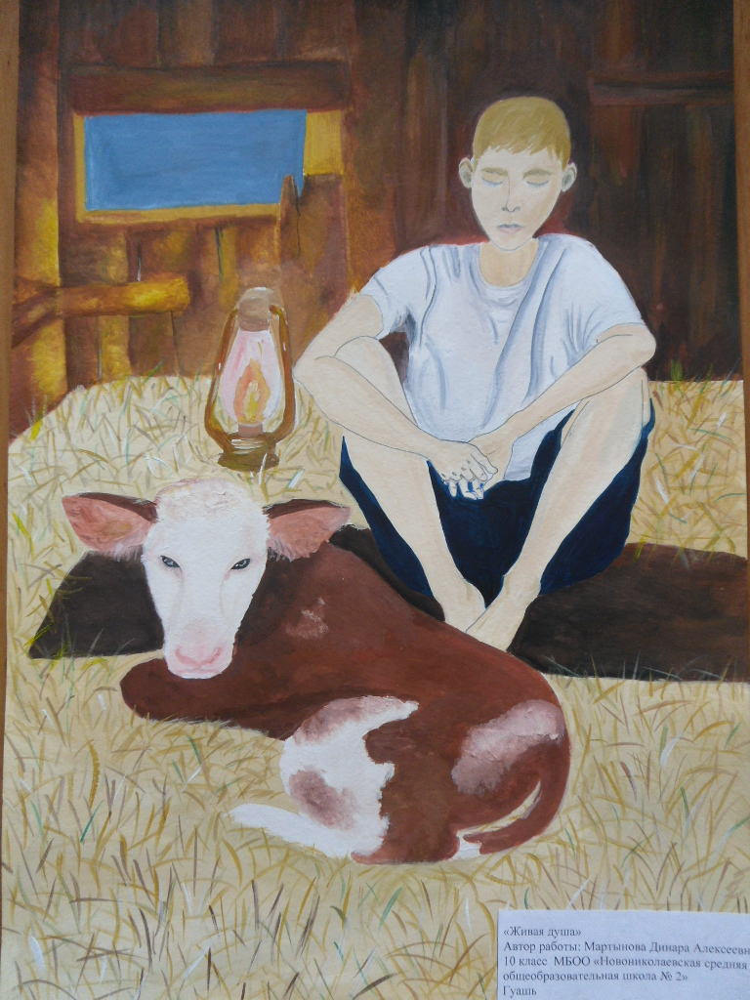 «Живая душа»
Автор работы: Мартынова Динара Алексеевн
10 класс МБОО «Новониколаевская средняя
общеобразовательная школа № 2»
Гуашь